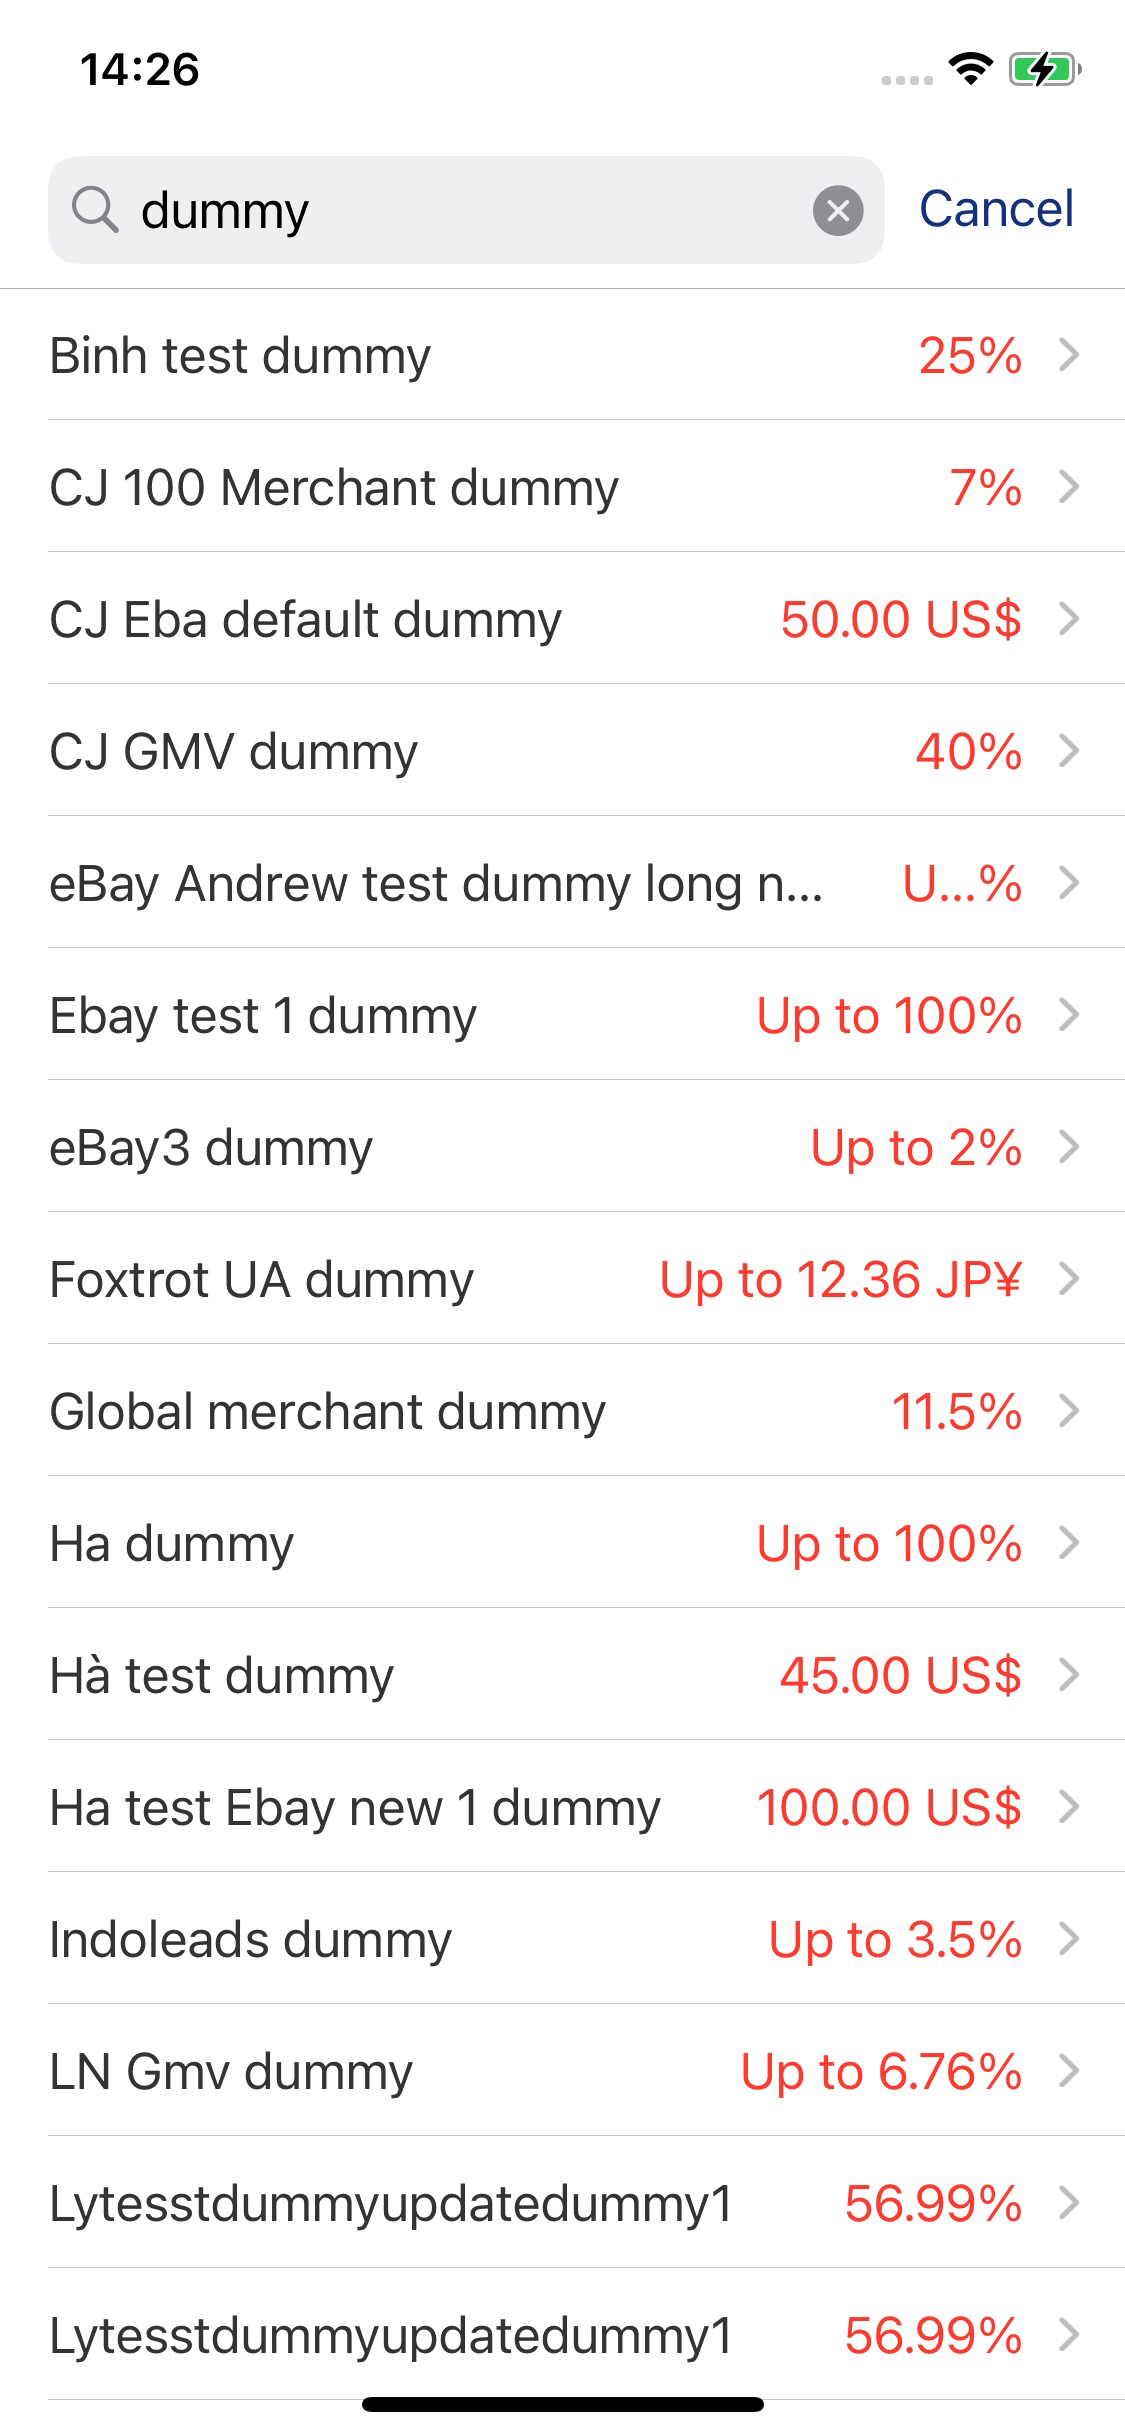 14:26
dummy
Cancel
Binh test dummy 25%
CJ 100 Merchant dummy 7%
CJ Eba default dummy 50.00 US$
CJ GMV dummy 40%
eBay Andrew test dummy long n... U...%
Ebay test 1 dummy Up to 100%
eBay3 dummy Up to 2%
Foxtrot UA dummy Up to 12.36 JP¥
Global merchant dummy 11.5%
Ha dummy Up to 100%
Hà test dummy 45.00 US$
Ha test Ebay new 1 dummy 100.00 US$
Indoleads dummy Up to 3.5%
LN Gmv dummy Up to 6.76%
Lytesstdummyupdatedummy1 56.99%
Lytesstdummyupdatedummy1 56.99%